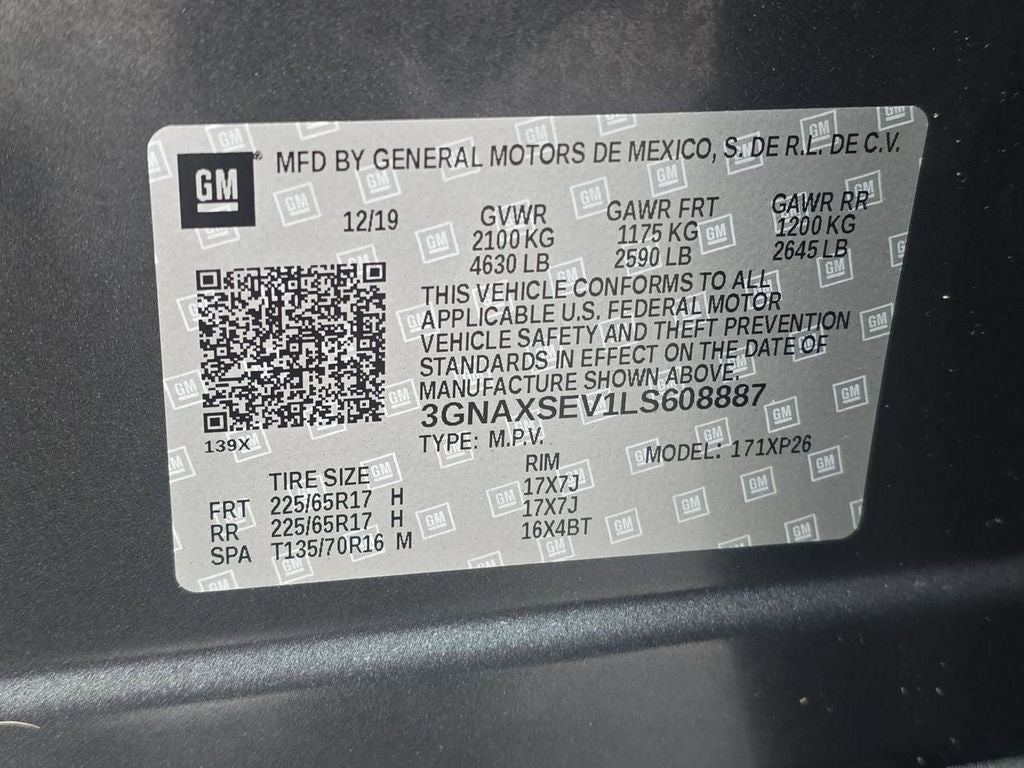 GM® MFD BY GENERAL MOTORS DE MEXICO, S. DE R.L. DE C.V.
12/19
GVWR GAWR FRT GAWR RR
2100 KG 1175 KG 1200 KG
4630 LB 2590 LB 2645 LB
THIS VEHICLE CONFORMS TO ALL
APPLICABLE U.S. FEDERAL MOTOR
VEHICLE SAFETY AND THEFT PREVENTION
STANDARDS IN EFFECT ON THE DATE OF
MANUFACTURE SHOWN ABOVE.
3GNAXSEV1LS608887
139X
TYPE: M.P.V. MODEL: 171XP26
TIRE SIZE RIM
FRT 225/65R17 H 17X7J
RR 225/65R17 H 17X7J
SPA T135/70R16 M 16X4BT